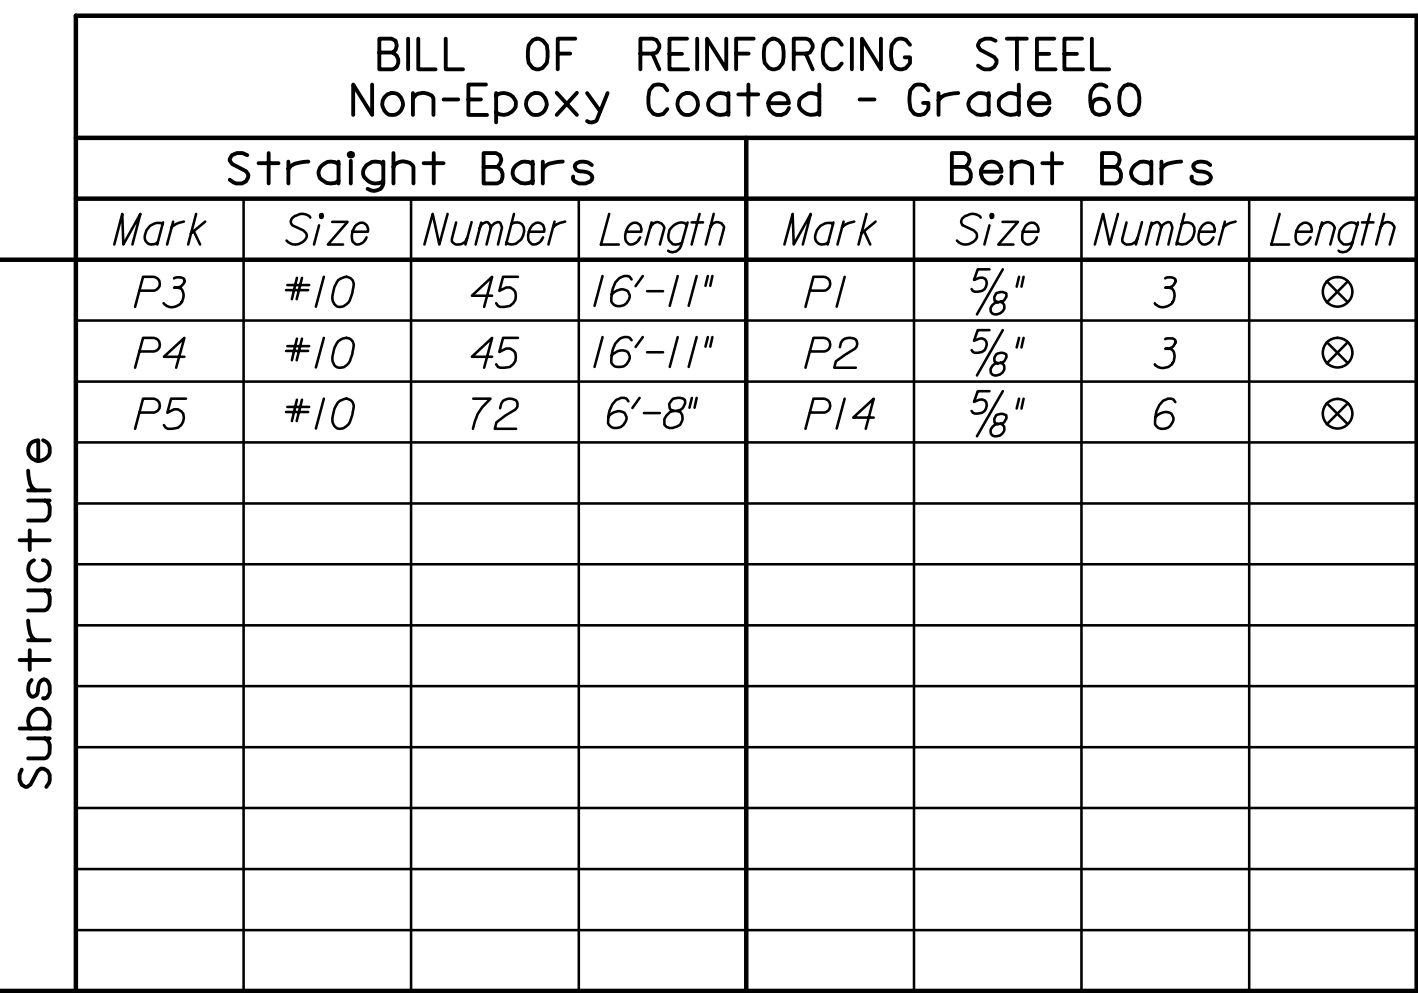 BILL OF REINFORCING STEEL
Non-Epoxy Coated - Grade 60
Straight Bars Bent Bars
Mark Size Number Length Mark Size Number Length
P3 #10 45 16'-11" P1 5/8" 3 ⊗
P4 #10 45 16'-11" P2 5/8" 3 ⊗
P5 #10 72 6'-8" P14 5/8" 6 ⊗
Substructure